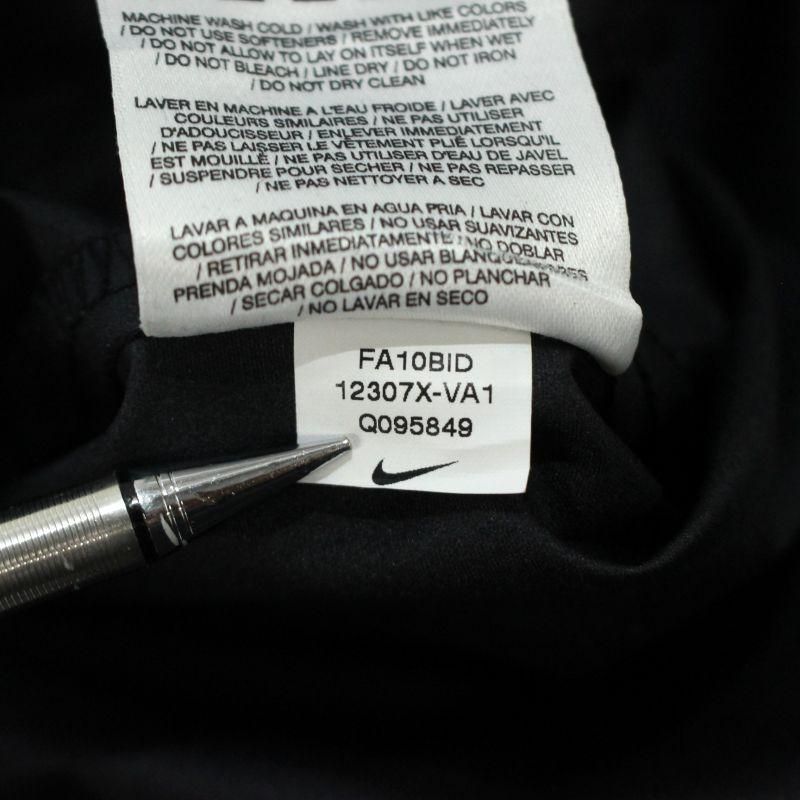 MACHINE WASH COLD / WASH WITH LIKE COLORS
/ DO NOT USE SOFTENERS / REMOVE IMMEDIATELY
/ DO NOT ALLOW TO LAY ON ITSELF WHEN WET
/ DO NOT BLEACH / LINE DRY / DO NOT IRON
/ DO NOT DRY CLEAN
LAVER EN MACHINE A L'EAU FROIDE / LAVER AVEC
COULEURS SIMILAIRES / NE PAS UTILISER
D'ADOUCISSEUR / ENLEVER IMMEDIATEMENT
/ NE PAS LAISSER LE VÊTEMENT PLIÉ LORSQU'IL
EST MOUILLÉ / NE PAS UTILISER D'EAU DE JAVEL
/ SUSPENDRE POUR SECHER / NE PAS REPASSER
/ NE PAS NETTOYER A SEC
LAVAR A MAQUINA EN AGUA FRIA / LAVAR CON
COLORES SIMILARES / NO USAR SUAVIZANTES
/ RETIRAR INMEDIATAMENTE / NO DOBLAR
PRENDA MOJADA / NO USAR
/ SECAR COLGADO / NO PLANCHAR
/ NO LAVAR EN SECO
FA10BID
12307X-VA1
Q095849